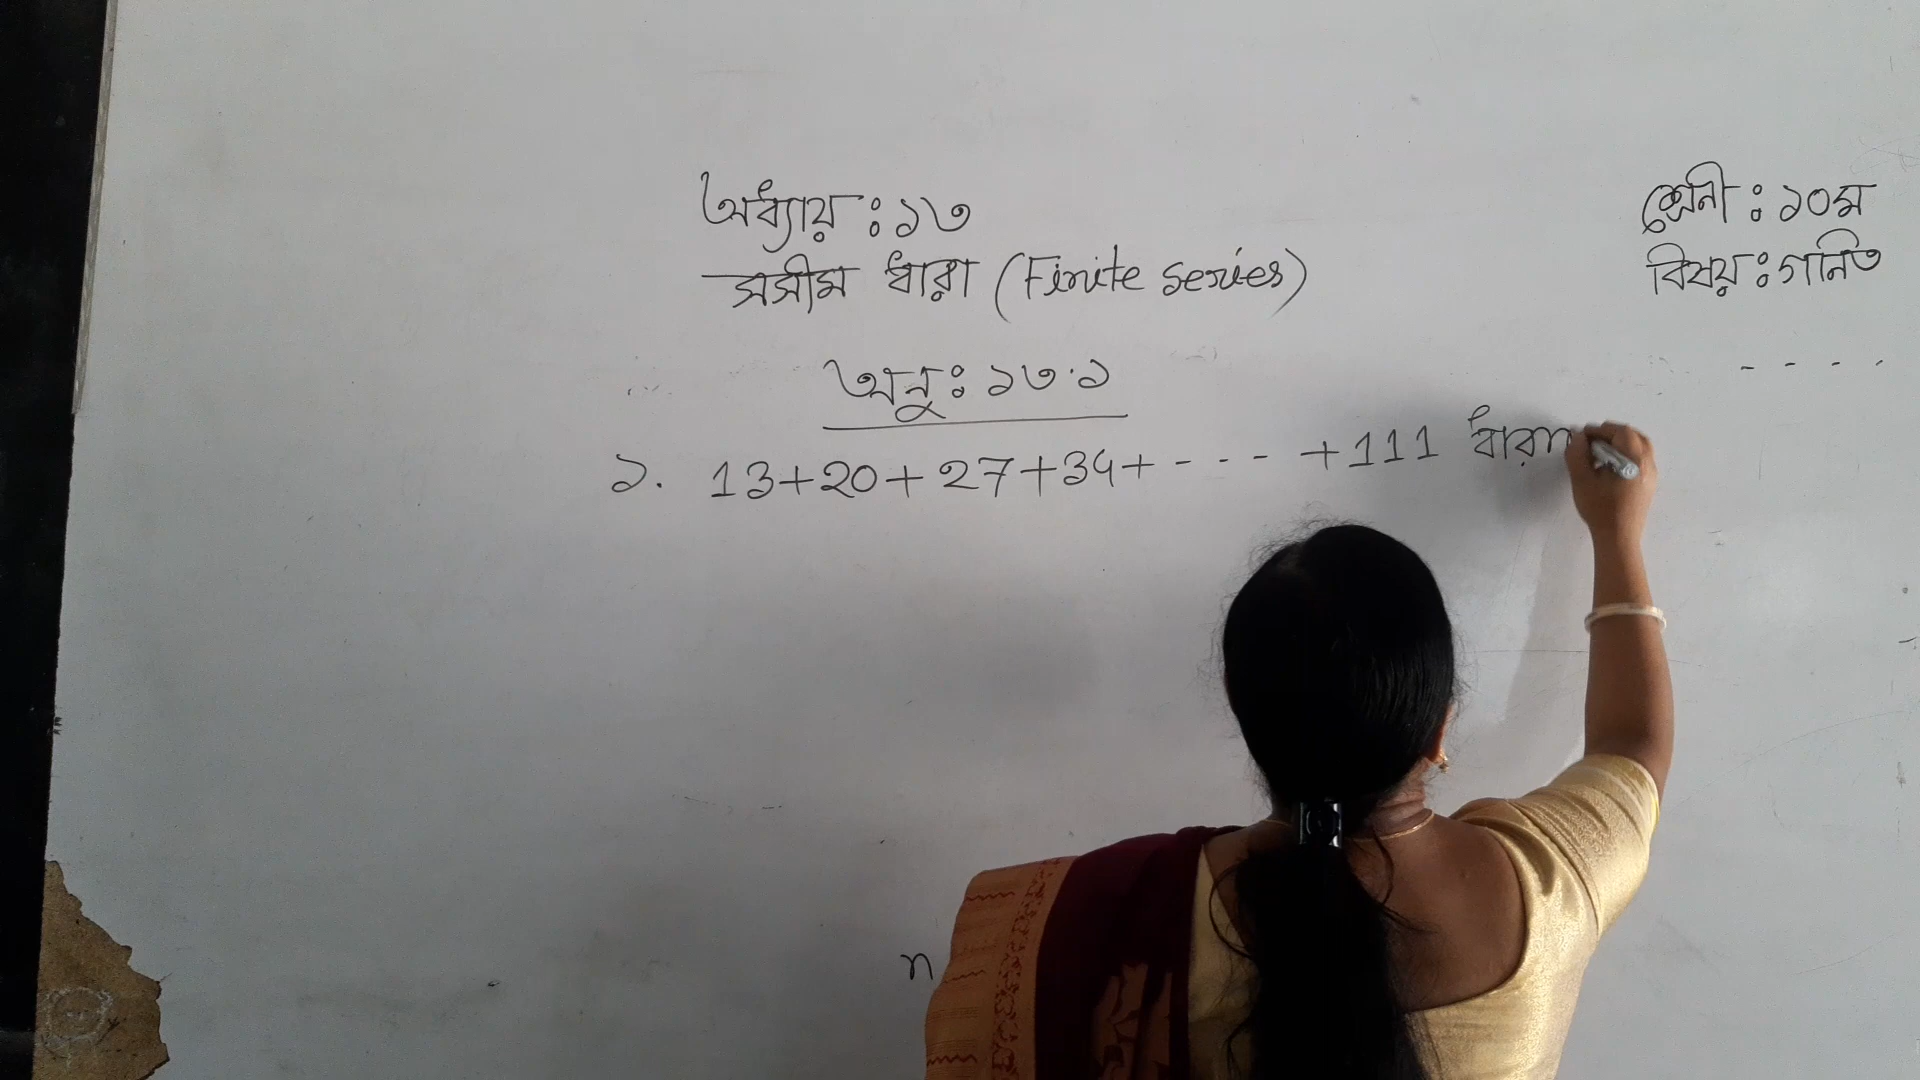 অধ্যায় : ১৩
সসীম ধারা (Finite series)
শ্রেনী : ১০ম
বিষয় : গনিত
অনু : ১৩.১
১. 13+20+27+34+ - - - - +111
n